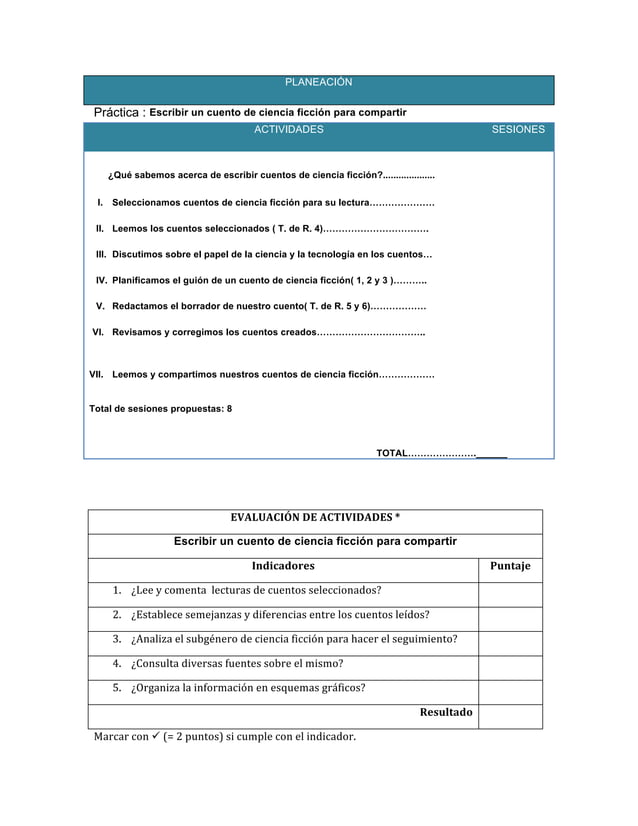 PLANEACIÓN
Práctica : Escribir un cuento de ciencia ficción para compartir
ACTIVIDADES SESIONES
¿Qué sabemos acerca de escribir cuentos de ciencia ficción?....................
I. Seleccionamos cuentos de ciencia ficción para su lectura…………………
II. Leemos los cuentos seleccionados ( T. de R. 4)…………………………….
III. Discutimos sobre el papel de la ciencia y la tecnología en los cuentos…
IV. Planificamos el guión de un cuento de ciencia ficción( 1, 2 y 3 )………..
V. Redactamos el borrador de nuestro cuento( T. de R. 5 y 6)………………
VI. Revisamos y corregimos los cuentos creados……………………………..
VII. Leemos y compartimos nuestros cuentos de ciencia ficción………………
Total de sesiones propuestas: 8
TOTAL………………….______
EVALUACIÓN DE ACTIVIDADES *
Escribir un cuento de ciencia ficción para compartir
Indicadores Puntaje
1. ¿Lee y comenta lecturas de cuentos seleccionados?
2. ¿Establece semejanzas y diferencias entre los cuentos leídos?
3. ¿Analiza el subgénero de ciencia ficción para hacer el seguimiento?
4. ¿Consulta diversas fuentes sobre el mismo?
5. ¿Organiza la información en esquemas gráficos?
Resultado
Marcar con ✓ (= 2 puntos) si cumple con el indicador.